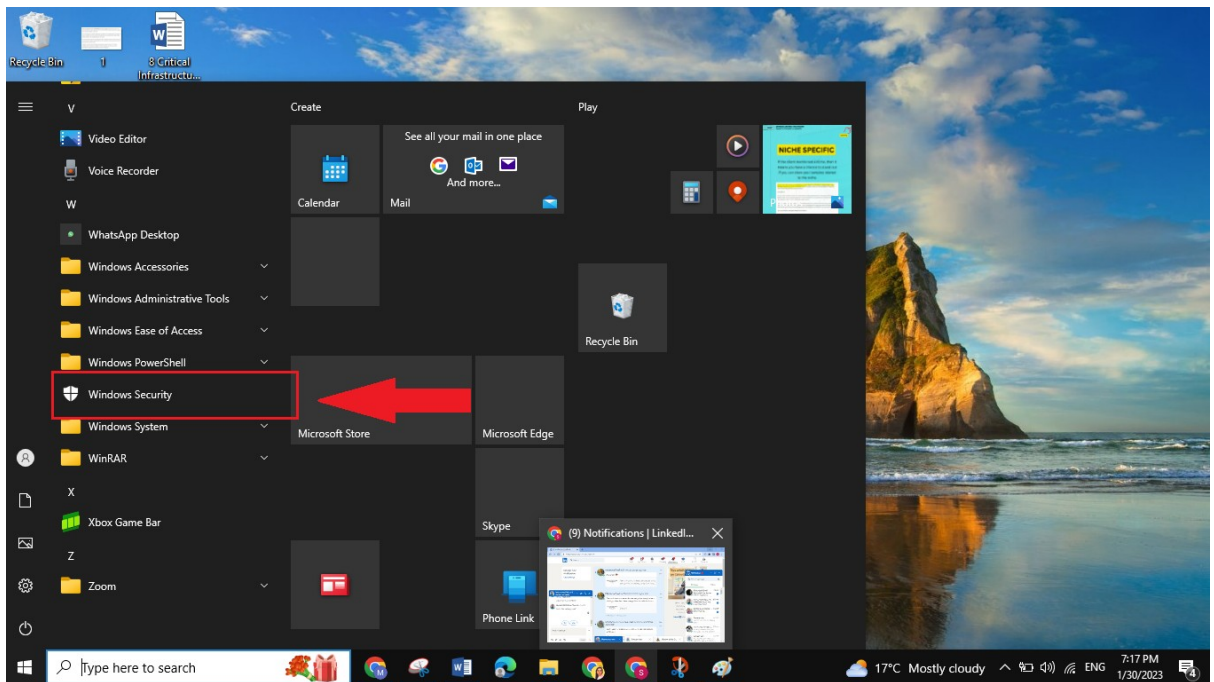 Recycle Bin
1
8 Critical
Infrastructu...
V
Video Editor
Voice Recorder
W
WhatsApp Desktop
Windows Accessories
Windows Administrative Tools
Windows Ease of Access
Windows PowerShell
Windows Security
Windows System
WinRAR
X
Xbox Game Bar
Z
Zoom
Create
Calendar
See all your mail in one place
And more...
Mail
Microsoft Store
Microsoft Edge
Skype
Phone Link
Play
NICHE SPECIFIC
Recycle Bin
(9) Notifications | LinkedI...
Type here to search
17°C Mostly cloudy
ENG
7:17 PM
1/30/2023
4